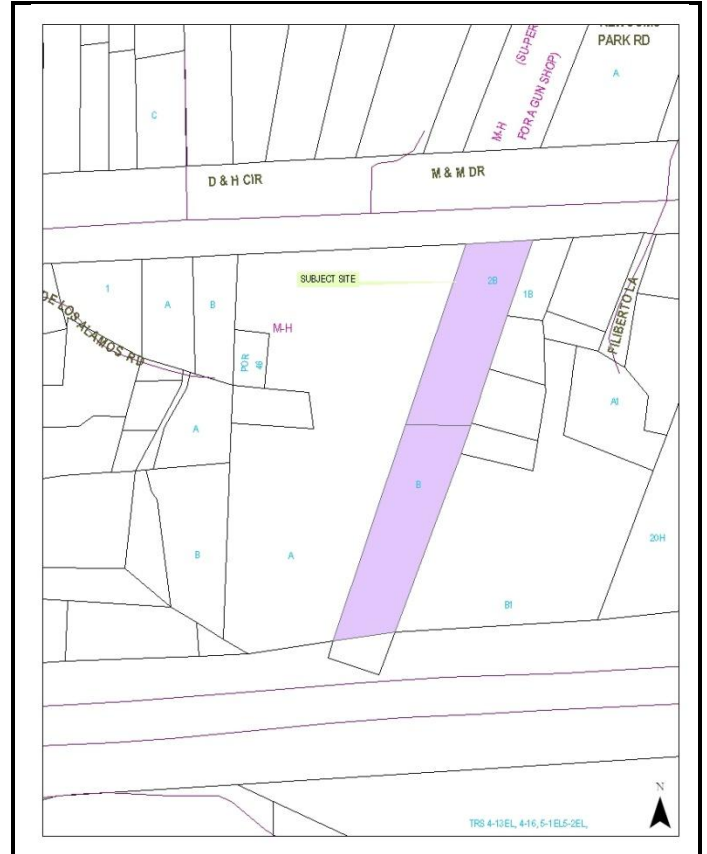 PARK RD
(SU-PER
A
M-H
FOR A GUN SHOP)
C
D & H CIR
M & M DR
SUBJECT SITE
2B
1B
1
A
B
DE LOS ALAMOS RD
M-H
POR
4B
FILIBERTO LA
A
A1
B
20H
B
A
B1
N
TRS 4-13EL, 4-16, 5-1EL5-2EL,